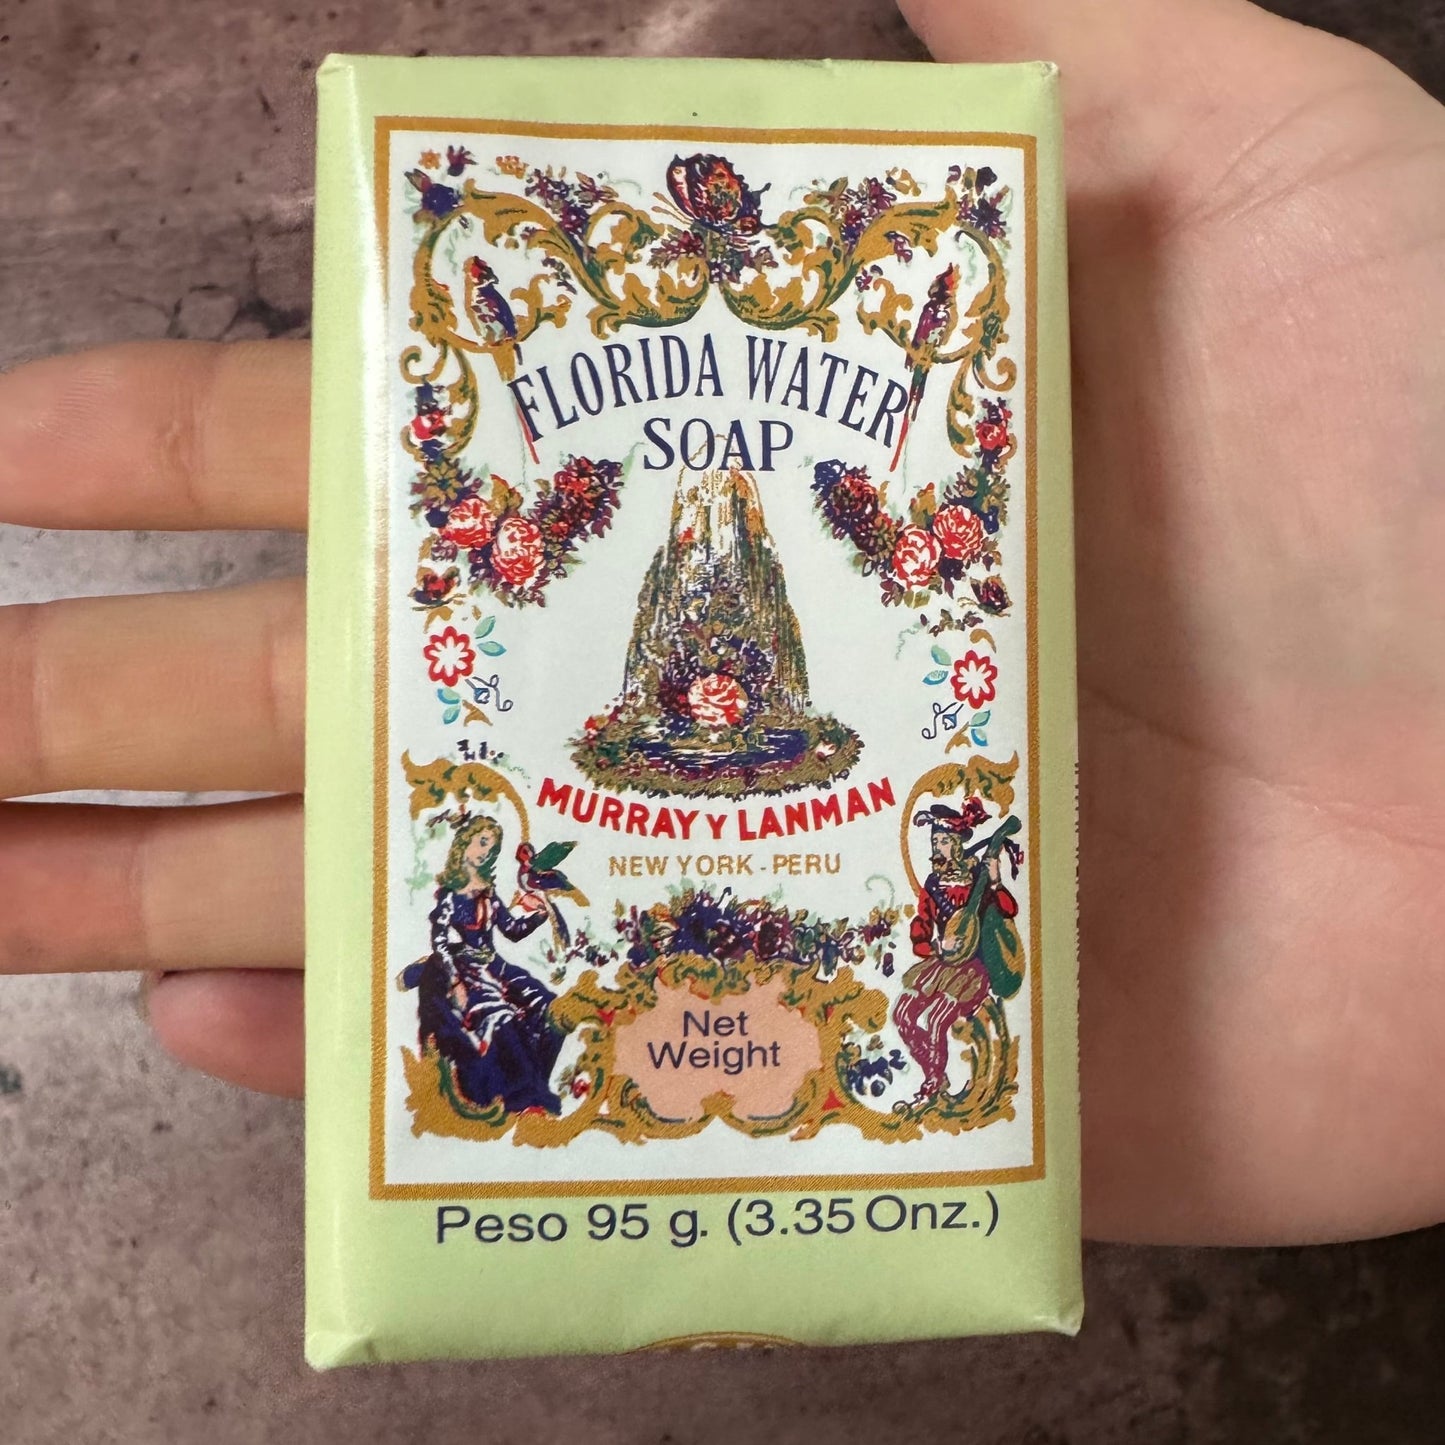 FLORIDA WATER
SOAP
MURRAY Y LANMAN
NEW YORK - PERU
Net
Weight
Peso 95 g. (3.35 Onz.)